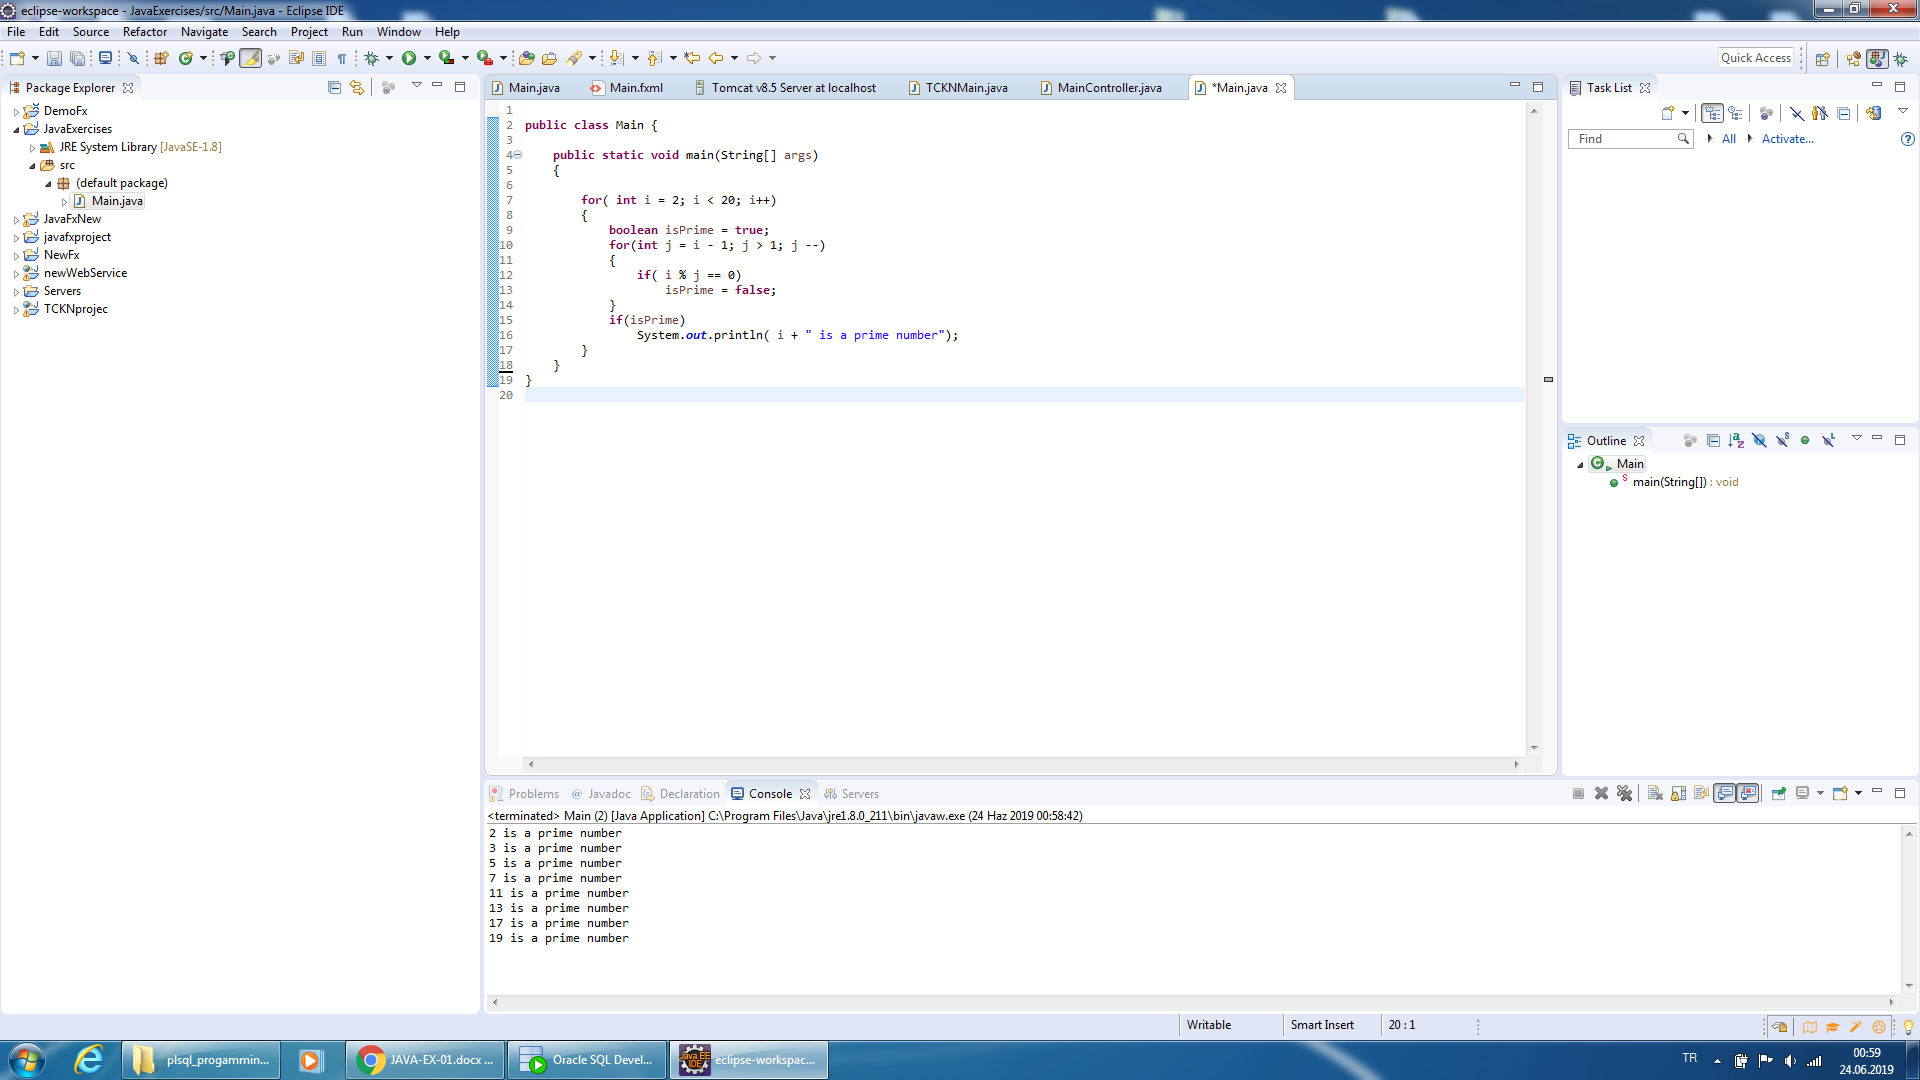 eclipse-workspace - JavaExercises/src/Main.java - Eclipse IDE
File Edit Source Refactor Navigate Search Project Run Window Help
Quick Access
Package Explorer
DemoFx
JavaExercises
JRE System Library [JavaSE-1.8]
src
(default package)
Main.java
JavaFxNew
javafxproject
NewFx
newWebService
Servers
TCKNprojec
Main.java Main.fxml Tomcat v8.5 Server at localhost TCKNMain.java MainController.java *Main.java
1
2 public class Main {
3
4     public static void main(String[] args)
5     {
6
7         for( int i = 2; i < 20; i++)
8         {
9             boolean isPrime = true;
10             for(int j = i - 1; j > 1; j --)
11             {
12                 if( i % j == 0)
13                     isPrime = false;
14             }
15             if(isPrime)
16                 System.out.println( i + " is a prime number");
17         }
18     }
19 }
20
Task List
Find All Activate...
Outline
Main
main(String[]) : void
Problems @ Javadoc Declaration Console Servers
<terminated> Main (2) [Java Application] C:\Program Files\Java\jre1.8.0_211\bin\javaw.exe (24 Haz 2019 00:58:42)
2 is a prime number
3 is a prime number
5 is a prime number
7 is a prime number
11 is a prime number
13 is a prime number
17 is a prime number
19 is a prime number
Writable Smart Insert 20 : 1
plsql_progammin... JAVA-EX-01.docx ... Oracle SQL Devel... Java EE IDE eclipse-workspac... TR 00:59
24.06.2019